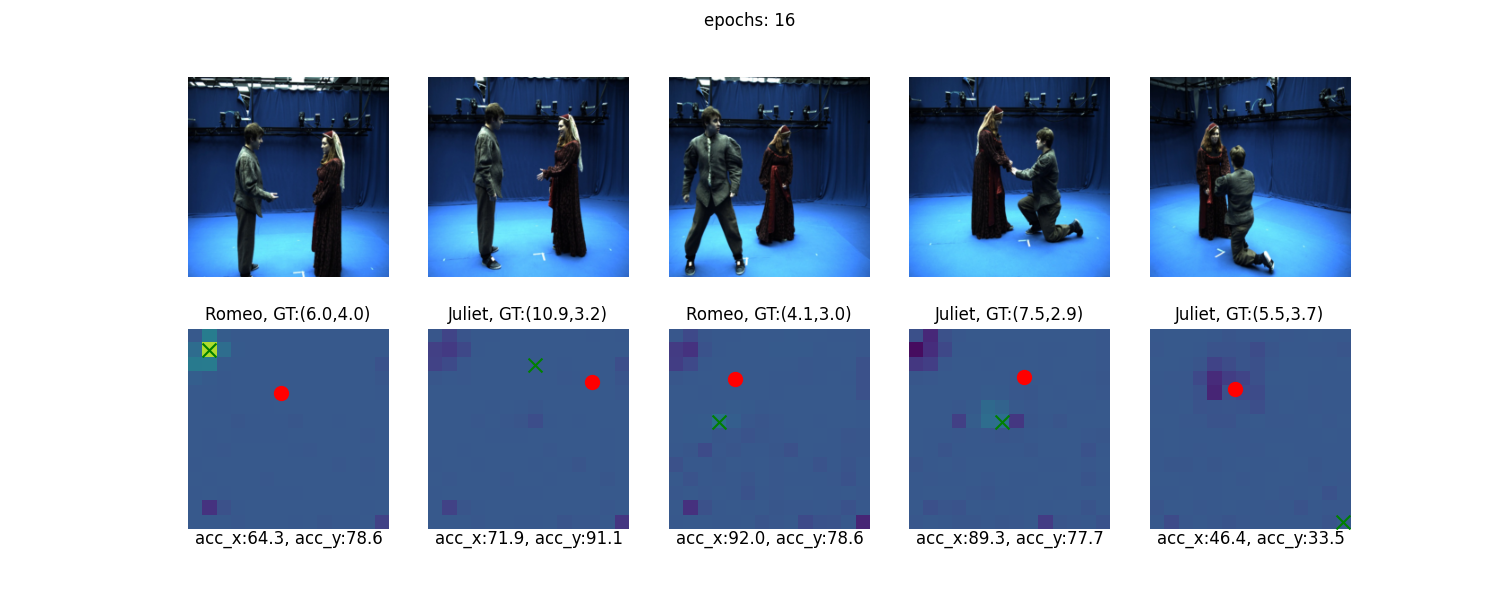 epochs: 16
Romeo, GT:(6.0,4.0)
Juliet, GT:(10.9,3.2)
Romeo, GT:(4.1,3.0)
Juliet, GT:(7.5,2.9)
Juliet, GT:(5.5,3.7)
acc_x:64.3, acc_y:78.6
acc_x:71.9, acc_y:91.1
acc_x:92.0, acc_y:78.6
acc_x:89.3, acc_y:77.7
acc_x:46.4, acc_y:33.5